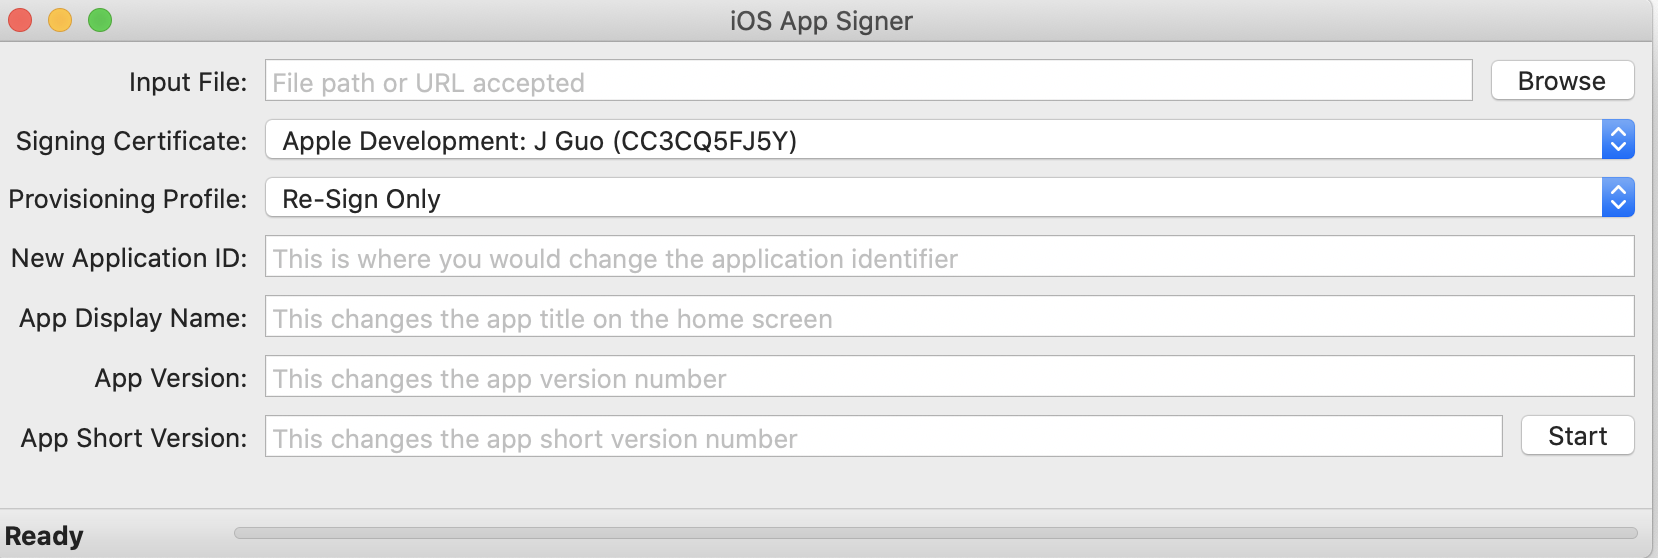 iOS App Signer
Input File: File path or URL accepted Browse
Signing Certificate: Apple Development: J Guo (CC3CQ5FJ5Y)
Provisioning Profile: Re-Sign Only
New Application ID: This is where you would change the application identifier
App Display Name: This changes the app title on the home screen
App Version: This changes the app version number
App Short Version: This changes the app short version number Start
Ready